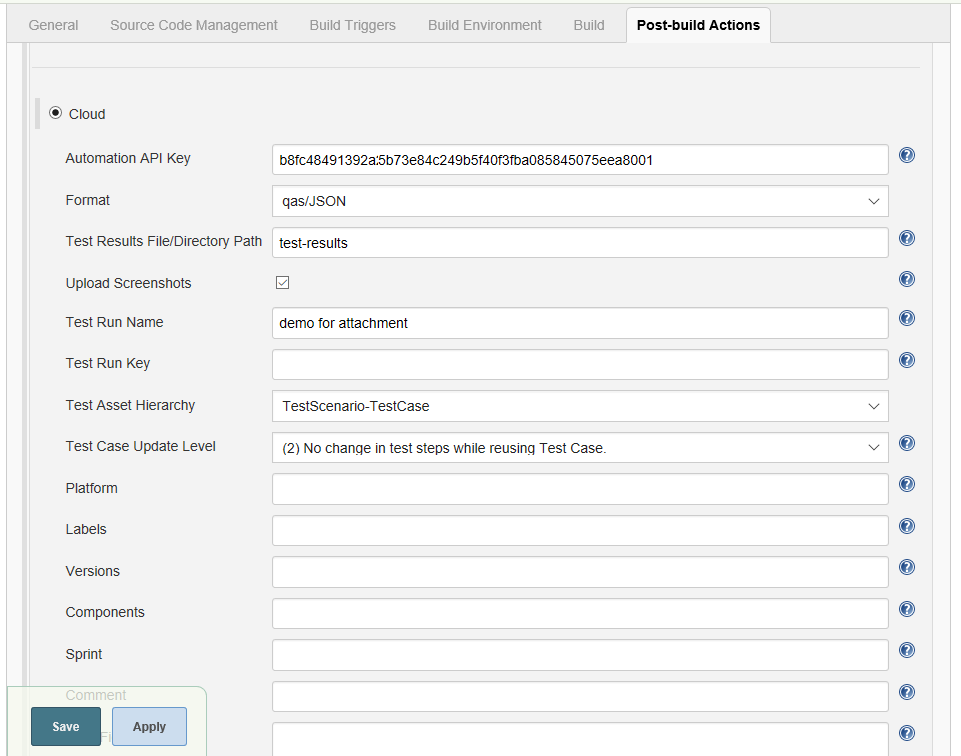 General Source Code Management Build Triggers Build Environment Build Post-build Actions
Cloud
Automation API Key b8fc48491392a:5b73e84c249b5f40f3fba085845075eea8001
Format qas/JSON
Test Results File/Directory Path test-results
Upload Screenshots
Test Run Name demo for attachment
Test Run Key
Test Asset Hierarchy TestScenario-TestCase
Test Case Update Level (2) No change in test steps while reusing Test Case.
Platform
Labels
Versions
Components
Sprint
Comment
Save Apply